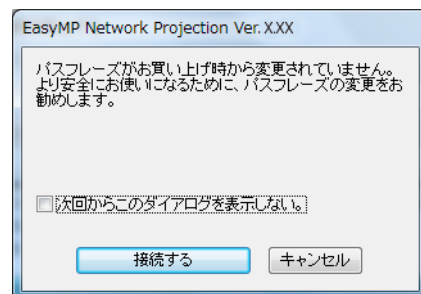 EasyMP Network Projection Ver.X.XX
パスフレーズがお買い上げ時から変更されていません。
より安全にお使いになるために、パスフレーズの変更をお
勧めします。
次回からこのダイアログを表示しない。
接続する
キャンセル